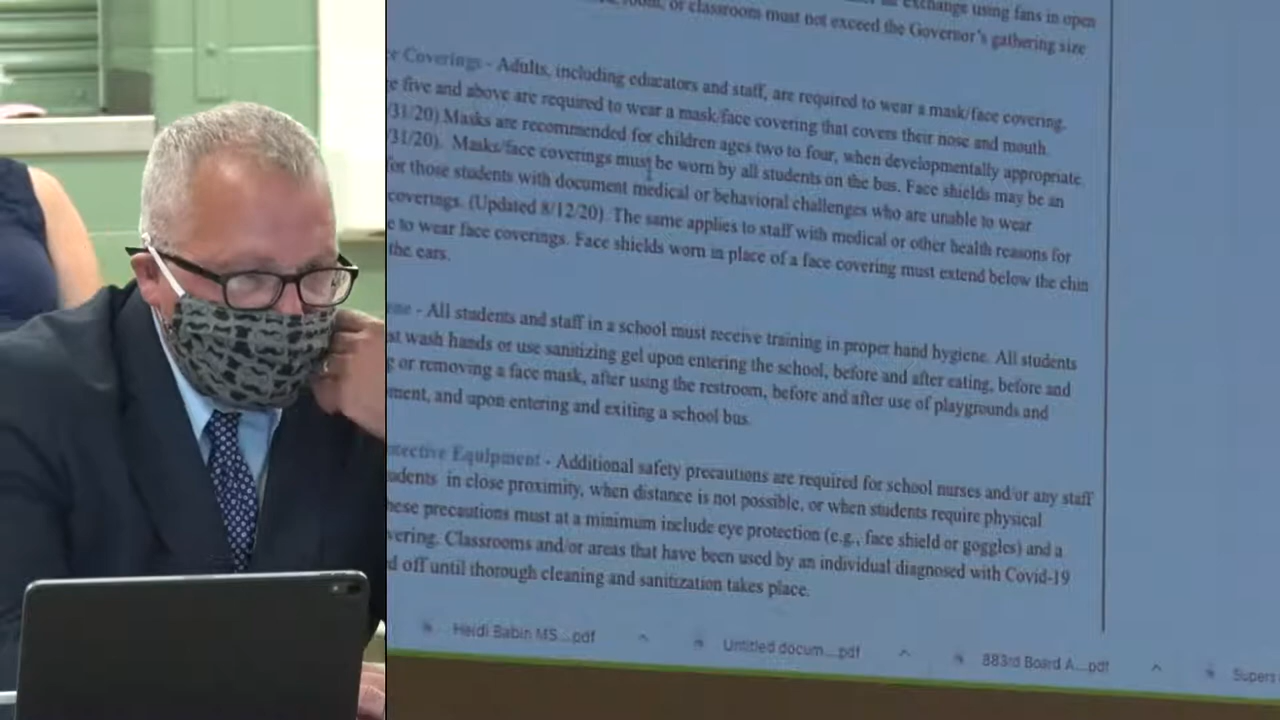 exchange using fans in open
room, or classroom must not exceed the Governor's gathering size
Coverings - Adults, including educators and staff, are required to wear a mask/face covering.
five and above are required to wear a mask/face covering that covers their nose and mouth
/31/20) Masks are recommended for children ages two to four, when developmentally appropriate
/31/20). Masks/face coverings must be worn by all students on the bus. Face shields may be an
for those students with document medical or behavioral challenges who are unable to wear
coverings. (Updated 8/12/20). The same applies to staff with medical or other health reasons for
to wear face coverings. Face shields worn in place of a face covering must extend below the chin
the ears.
- All students and staff in a school must receive training in proper hand hygiene. All students
wash hands or use sanitizing gel upon entering the school, before and after eating, before and
or removing a face mask, after using the restroom, before and after use of playgrounds and
ment, and upon entering and exiting a school bus.
tective Equipment - Additional safety precautions are required for school nurses and/or any staff
udents in close proximity, when distance is not possible, or when students require physical
hese precautions must at a minimum include eye protection (e.g., face shield or goggles) and a
vering. Classrooms and/or areas that have been used by an individual diagnosed with Covid-19
d off until thorough cleaning and sanitization takes place.
Heidi Babin MS....pdf Untitled docum....pdf 883rd Board A....pdf